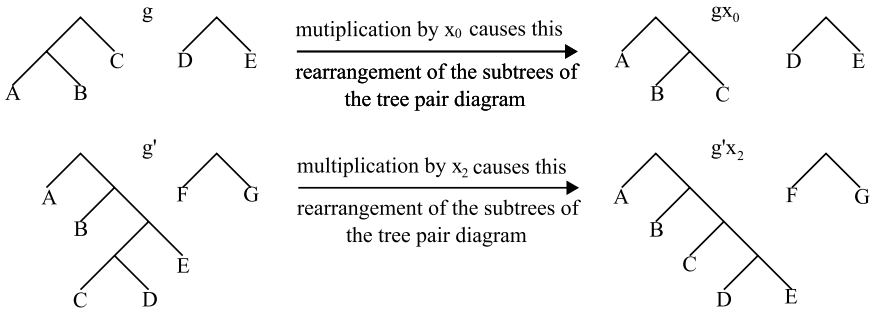 g
mutiplication by x₀ causes this
gx₀
C
D
E
A
B
rearrangement of the subtrees of
the tree pair diagram
A
D
E
B
C
g'
multiplication by x₂ causes this
g'x₂
A
F
G
B
E
C
D
rearrangement of the subtrees of
the tree pair diagram
A
F
G
B
C
D
E